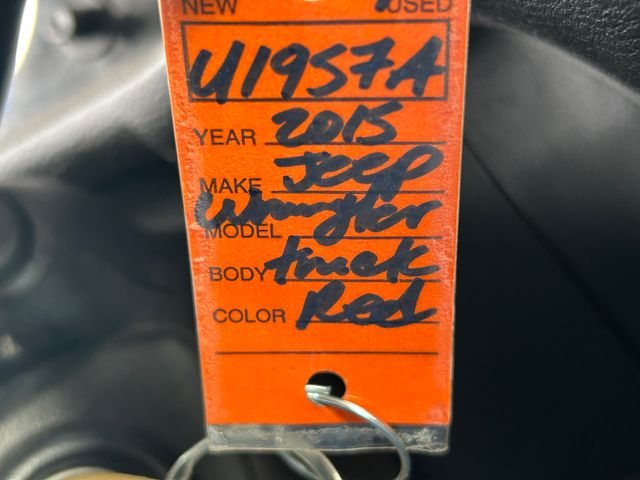 NEW USED
U1957A
YEAR 2015
MAKE Jeep
MODEL Wrangler
BODY truck
COLOR Red